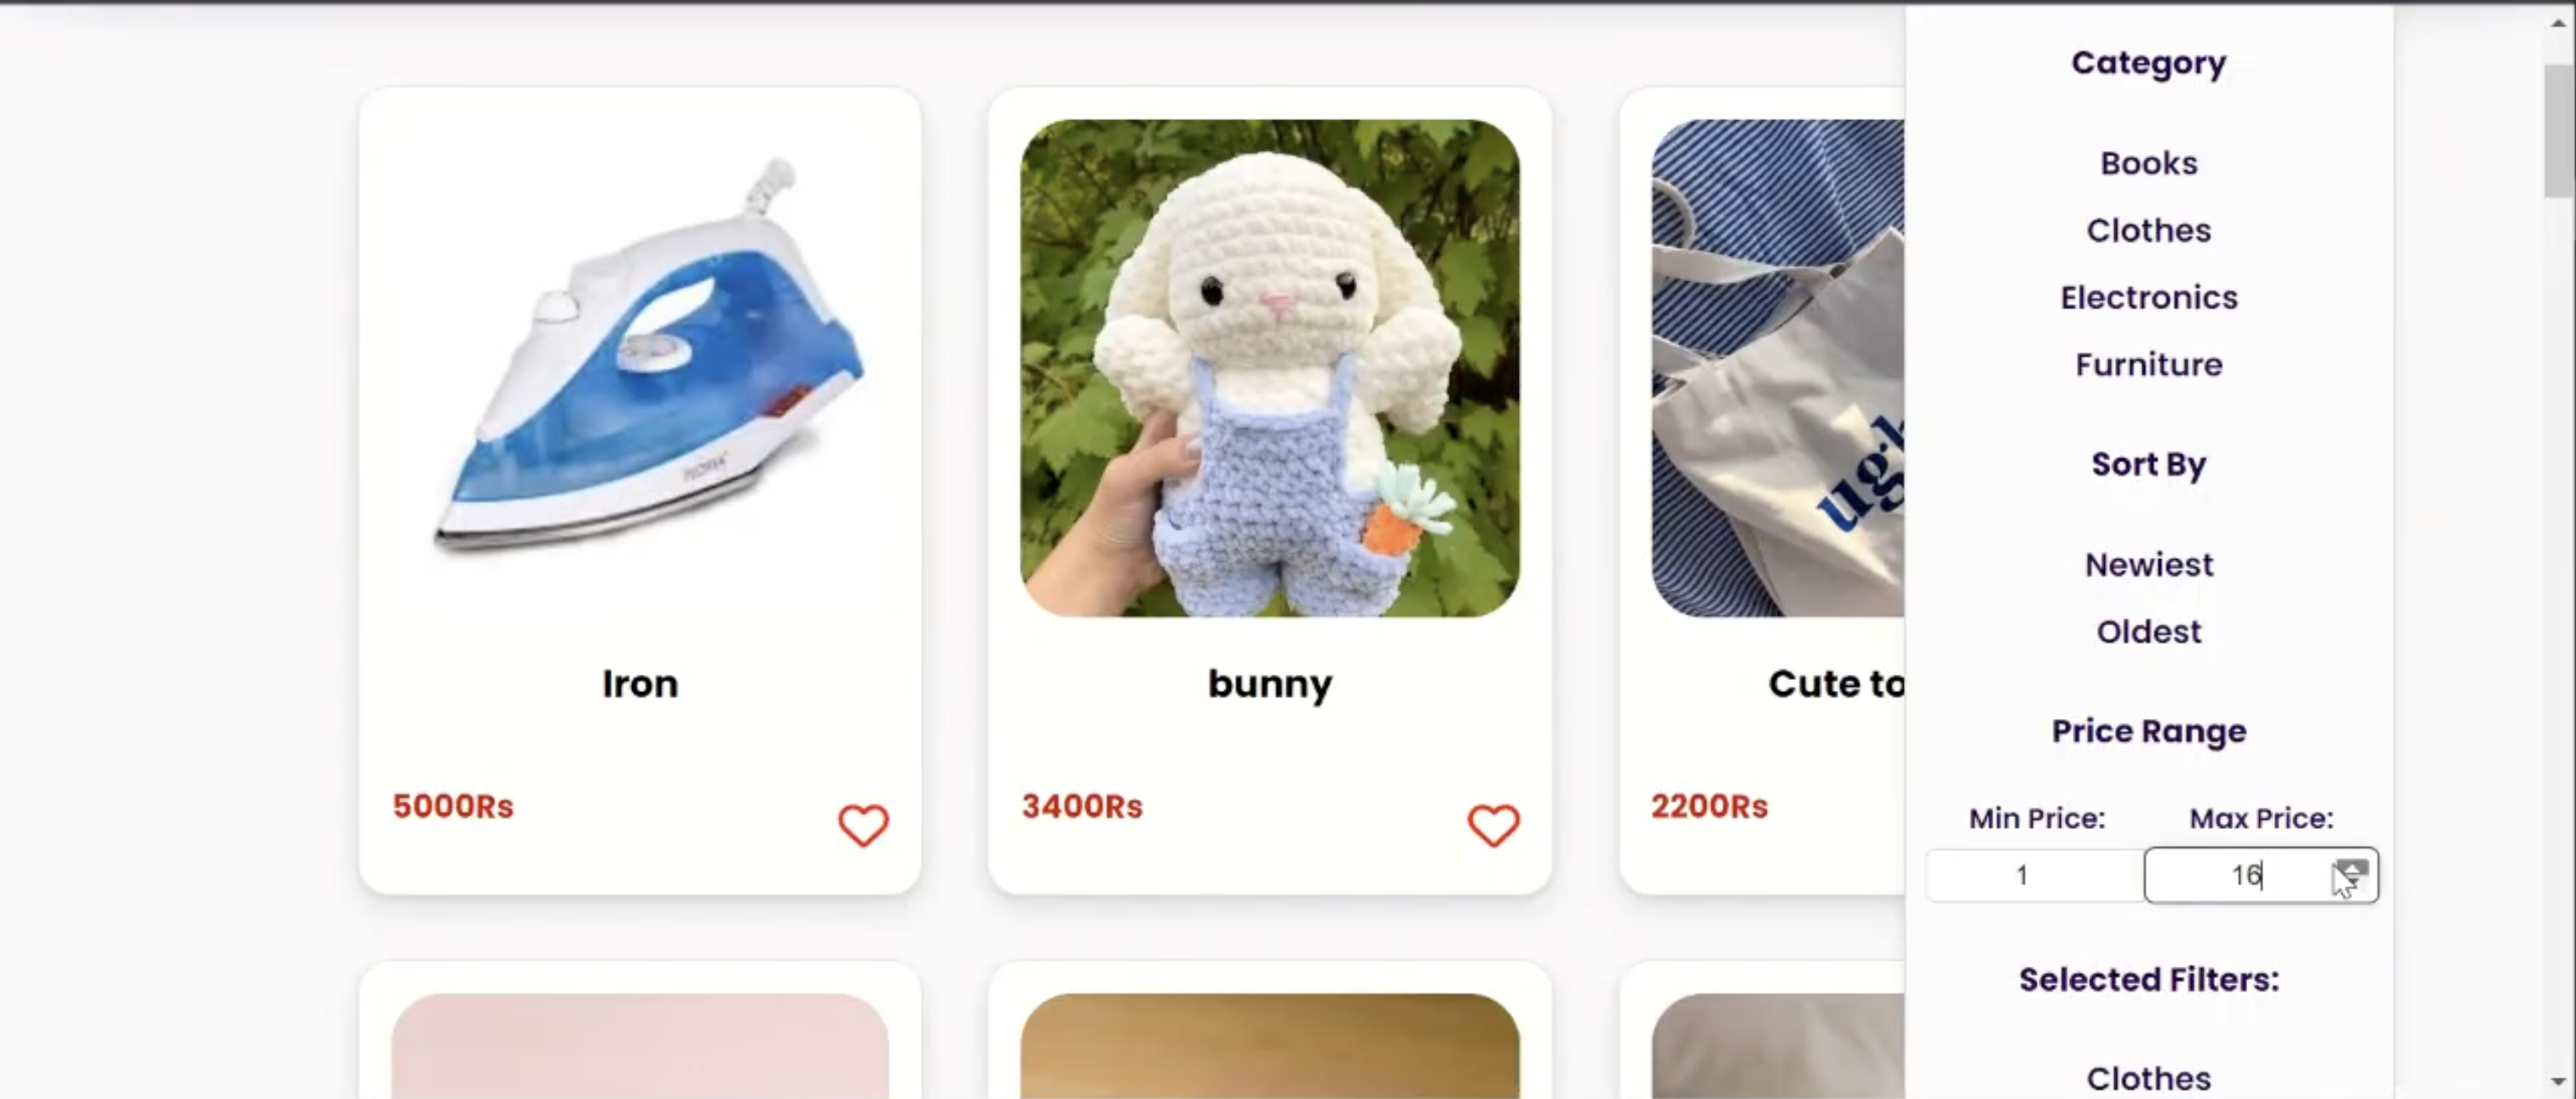 Iron
5000Rs
bunny
3400Rs
ug
Cute to
2200Rs
Category
Books
Clothes
Electronics
Furniture
Sort By
Newiest
Oldest
Price Range
Min Price: Max Price:
1 16
Selected Filters:
Clothes